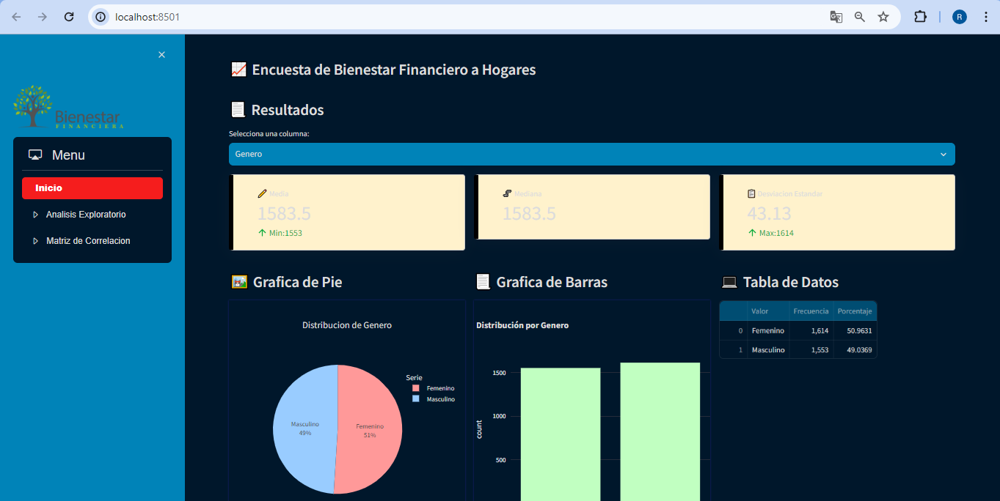 localhost:8501
R
Bienestar
FINANCIERA
Menu
Inicio
Analisis Exploratorio
Matriz de Correlacion
Encuesta de Bienestar Financiero a Hogares
Resultados
Selecciona una columna:
Genero
Media
1583.5
Min:1553
Mediana
1583.5
Desviacion Estandar
43.13
Max:1614
Grafica de Pie
Distribucion de Genero
Serie
Femenino
Masculino
Masculino
49%
Femenino
51%
Grafica de Barras
Distribución por Genero
1500
1000
500
count
Tabla de Datos
Valor Frecuencia Porcentaje
0 Femenino 1,614 50.9631
1 Masculino 1,553 49.0369